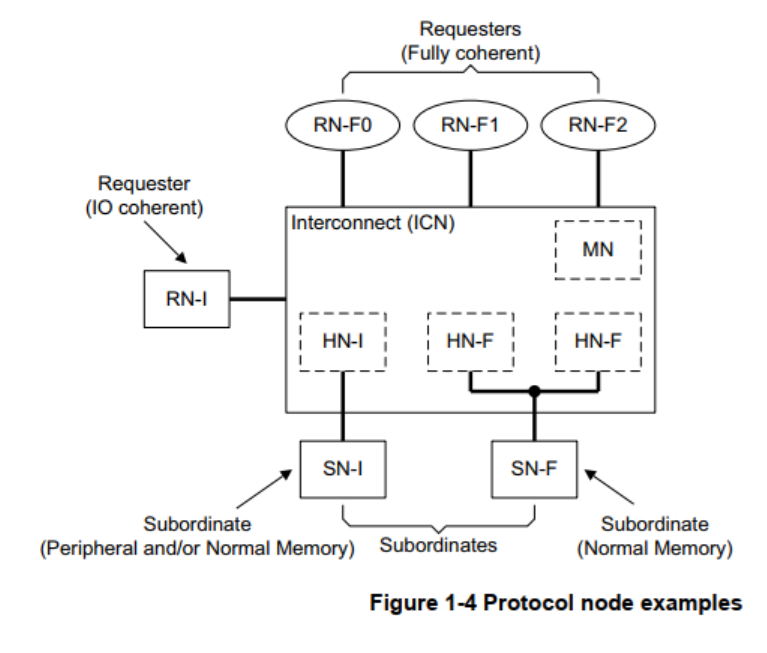 Requesters
(Fully coherent)
RN-F0
RN-F1
RN-F2
Requester
(IO coherent)
Interconnect (ICN)
MN
RN-I
HN-I
HN-F
HN-F
SN-I
SN-F
Subordinate
(Peripheral and/or Normal Memory)
Subordinates
Subordinate
(Normal Memory)
Figure 1-4 Protocol node examples